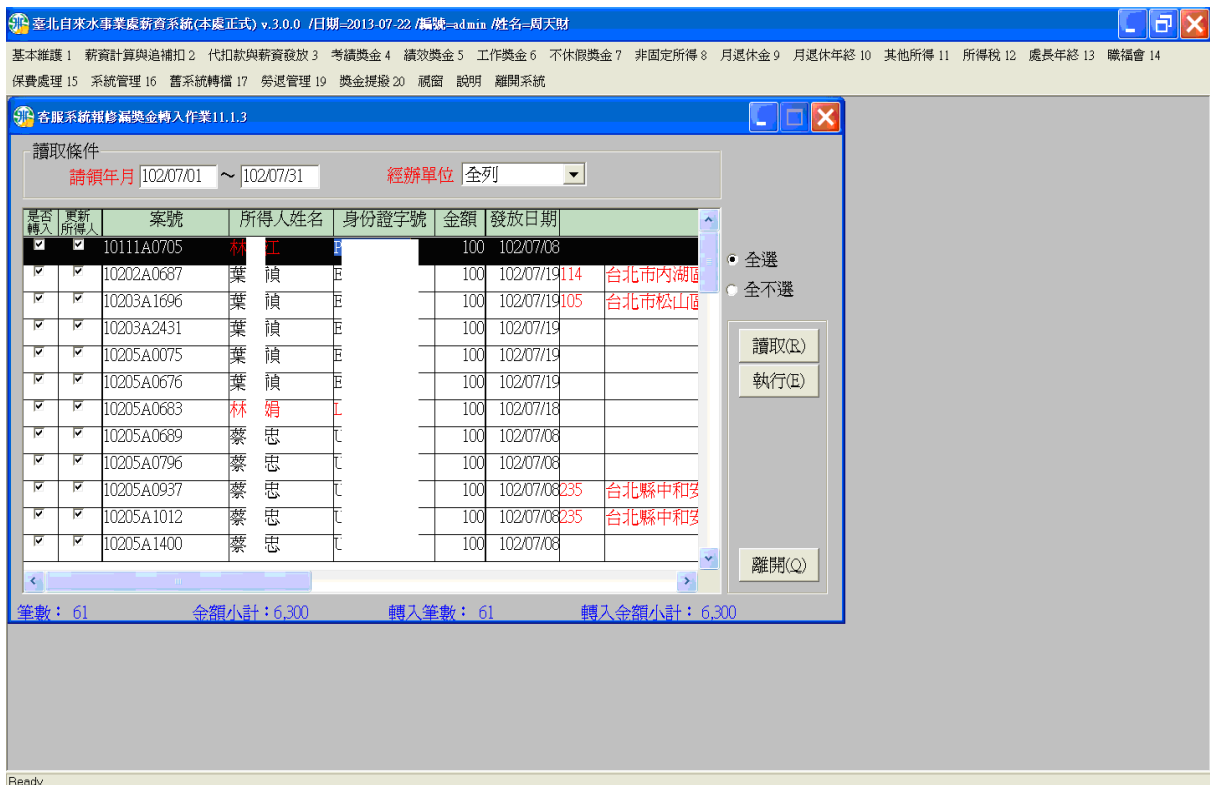 臺北自來水事業處薪資系統(本處正式) v.3.0.0 /日期=2013-07-22 /編號=admin /姓名=周天財
基本維護 1 薪資計算與追補扣 2 代扣款與薪資發放 3 考績獎金 4 績效獎金 5 工作獎金 6 不休假獎金 7 非固定所得 8 月退休金 9 月退休年終 10 其他所得 11 所得稅 12 處長年終 13 職福會 14
保費處理 15 系統管理 16 舊系統轉檔 17 勞退管理 19 獎金提撥 20 視窗 說明 離開系統
客服系統報修漏獎金轉入作業11.1.3
讀取條件
請領年月 102/07/01 ~ 102/07/31 經辦單位 全列
是否轉入 更新所得人 案號 所得人姓名 身份證字號 金額 發放日期
10111A0705 林 江 P 100 102/07/08
10202A0687 葉 禎 E 100 102/07/19 114 台北市內湖區
10203A1696 葉 禎 E 100 102/07/19 105 台北市松山區
10203A2431 葉 禎 E 100 102/07/19
10205A0075 葉 禎 E 100 102/07/19
10205A0676 葉 禎 E 100 102/07/19
10205A0683 林 娟 L 100 102/07/18
10205A0689 蔡 忠 U 100 102/07/08
10205A0796 蔡 忠 U 100 102/07/08
10205A0937 蔡 忠 U 100 102/07/08 235 台北縣中和安
10205A1012 蔡 忠 U 100 102/07/08 235 台北縣中和安
10205A1400 蔡 忠 U 100 102/07/08
全選
全不選
讀取(R)
執行(E)
離開(Q)
筆數： 61 金額小計：6,300 轉入筆數： 61 轉入金額小計： 6,300
Ready